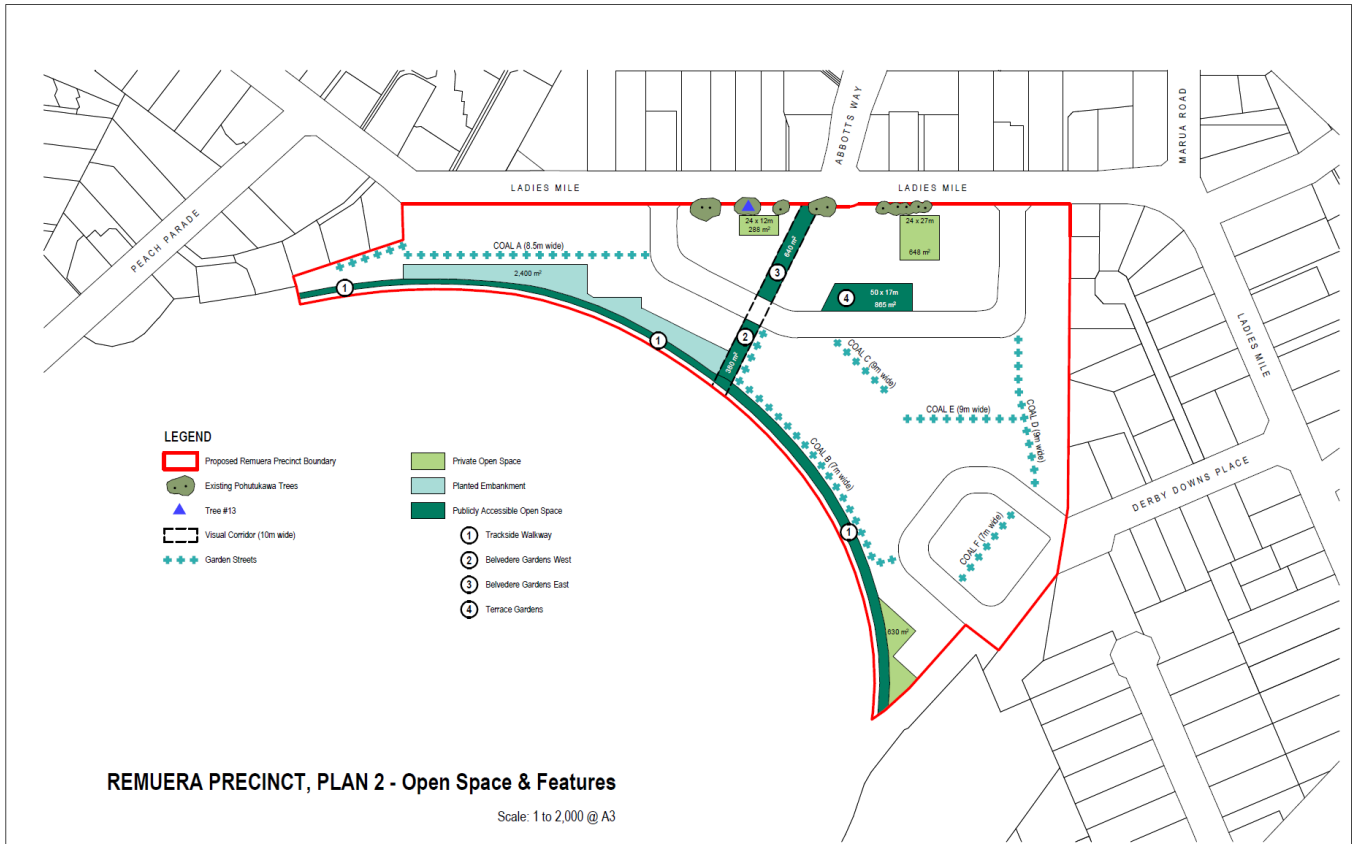 ABBOTTS WAY
MARUA ROAD
LADIES MILE
LADIES MILE
PEACH PARADE
24 x 12m
288 m²
24 x 27m
648 m²
640 m²
COAL A (8.5m wide)
2,400 m²
1
3
4
50 x 17m
865 m²
2
360 m²
1
COAL C (9m wide)
LADIES MILE
COAL E (9m wide)
COAL D (9m wide)
COAL B (7m wide)
DERBY DOWNS PLACE
1
COAL F (7m wide)
630 m²
LEGEND
Proposed Remuera Precinct Boundary
Existing Pohutukawa Trees
Tree #13
Visual Corridor (10m wide)
Garden Streets
Private Open Space
Planted Embankment
Publicly Accessible Open Space
1 Trackside Walkway
2 Belvedere Gardens West
3 Belvedere Gardens East
4 Terrace Gardens
REMUERA PRECINCT, PLAN 2 - Open Space & Features
Scale: 1 to 2,000 @ A3